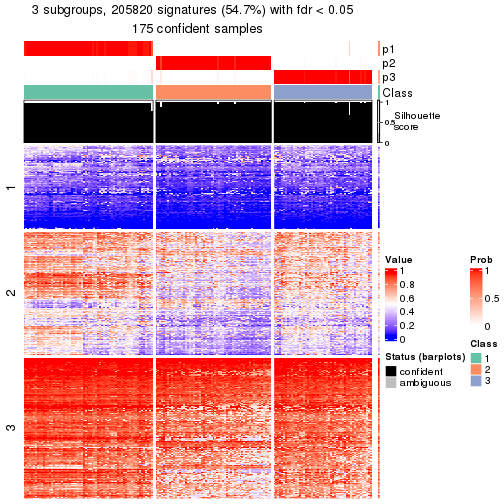 3 subgroups, 205820 signatures (54.7%) with fdr < 0.05
175 confident samples
p1
p2
p3
Class
1
0.5
0
Silhouette
score
1
2
3
Value
1
0.8
0.6
0.4
0.2
0
Prob
1
0.5
0
Status (barplots)
confident
ambiguous
Class
1
2
3